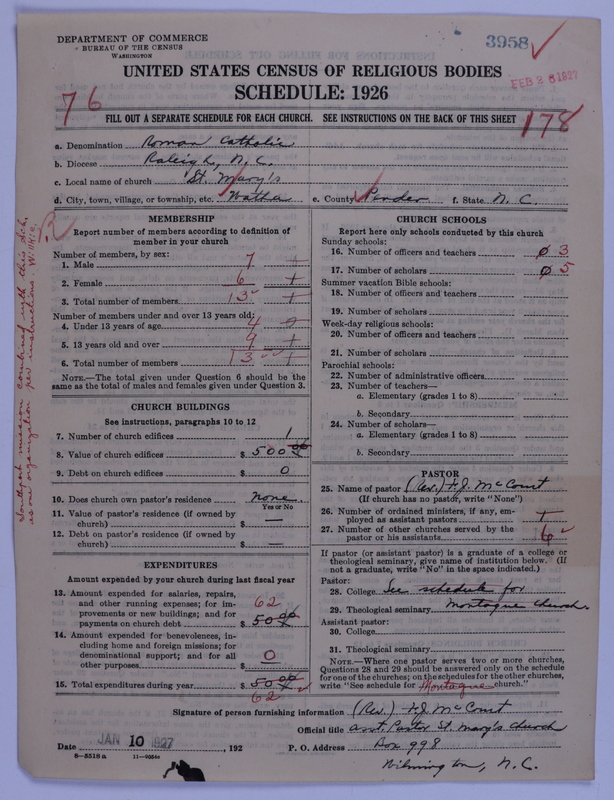 DEPARTMENT OF COMMERCE
BUREAU OF THE CENSUS
WASHINGTON
3958
UNITED STATES CENSUS OF RELIGIOUS BODIES
FEB 26 1927
SCHEDULE: 1926
76
178
FILL OUT A SEPARATE SCHEDULE FOR EACH CHURCH. SEE INSTRUCTIONS ON THE BACK OF THIS SHEET
a. Denomination Roman Catholic
b. Diocese Raleigh, N.C.
c. Local name of church St. Mary's
d. City, town, village, or township, etc. Watha e. County Pender f. State N. C.
MEMBERSHIP
Report number of members according to definition of
member in your church
Number of members, by sex:
1. Male 7
2. Female 6
3. Total number of members 13
Number of members under and over 13 years old:
4. Under 13 years of age 4
5. 13 years old and over 9
6. Total number of members 13
NOTE.—The total given under Question 6 should be the
same as the total of males and females given under Question 3.
CHURCH BUILDINGS
See instructions, paragraphs 10 to 12
7. Number of church edifices 1
8. Value of church edifices $ 500 00
9. Debt on church edifices $ 0
10. Does church own pastor's residence none
Yes or No
11. Value of pastor's residence (if owned by
church) $ —
12. Debt on pastor's residence (if owned by
church) $ —
EXPENDITURES
Amount expended by your church during last fiscal year
13. Amount expended for salaries, repairs,
and other running expenses; for im-
provements or new buildings; and for
payments on church debt $ 50 00
62
14. Amount expended for benevolences, in-
cluding home and foreign missions; for
denominational support; and for all
other purposes $ 0
15. Total expenditures during year $ 50 00
62
CHURCH SCHOOLS
Report here only schools conducted by this church
Sunday schools:
16. Number of officers and teachers 0 3
17. Number of scholars 0 5
Summer vacation Bible schools:
18. Number of officers and teachers
19. Number of scholars
Week-day religious schools:
20. Number of officers and teachers
21. Number of scholars
Parochial schools:
22. Number of administrative officers
23. Number of teachers—
a. Elementary (grades 1 to 8)
b. Secondary
24. Number of scholars—
a. Elementary (grades 1 to 8)
b. Secondary
PASTOR
25. Name of pastor (Rev.) F.J. McCourt
(If church has no pastor, write "None")
26. Number of ordained ministers, if any, em-
ployed as assistant pastors
27. Number of other churches served by the
pastor or his assistants 6
If pastor (or assistant pastor) is a graduate of a college or
theological seminary, give name of institution below. (If
not a graduate, write "No" in the space indicated.)
Pastor:
28. College See schedule for
29. Theological seminary Montague church.
Assistant pastor:
30. College
31. Theological seminary
NOTE.—Where one pastor serves two or more churches,
Questions 28 and 29 should be answered only on the schedule
for one of the churches; on the schedules for the other churches,
write "See schedule for Montague church."
Signature of person furnishing information (Rev.) F.J. McCourt
Official title asst. Pastor St. Mary's church
Date JAN 10 1927, 192 P. O. Address Box 998
8-5518a 11-9554
Wilmington, N. C.